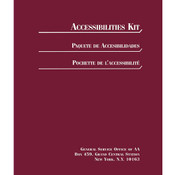 Accessibilities Kit
Paquete de Accesibilidades
Pochette de l'accessibilité
General Service Office of AA
Box 459, Grand Central Station
New York, N.Y. 10163